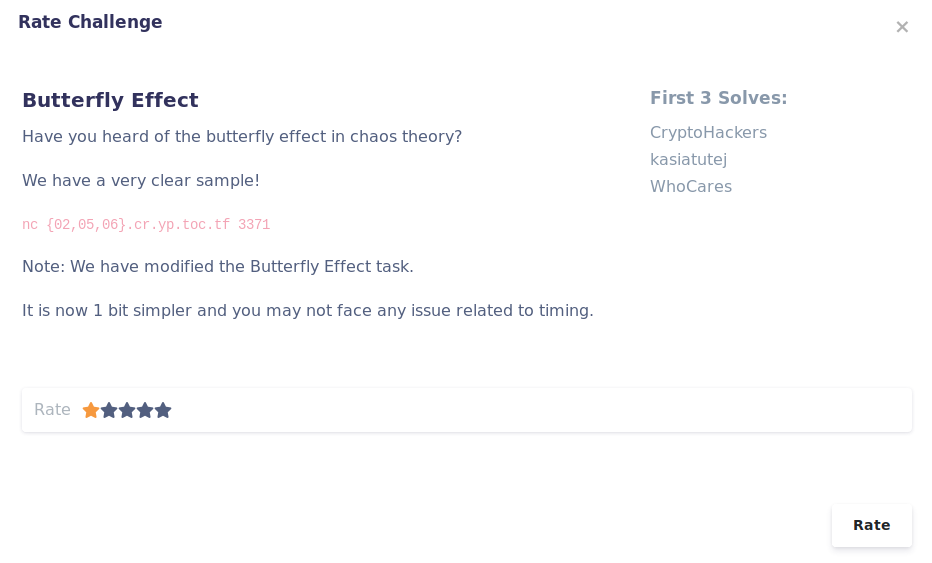 Rate Challenge
×
Butterfly Effect
Have you heard of the butterfly effect in chaos theory?
We have a very clear sample!
nc {02,05,06}.cr.yp.toc.tf 3371
Note: We have modified the Butterfly Effect task.
It is now 1 bit simpler and you may not face any issue related to timing.
First 3 Solves:
CryptoHackers
kasiatutej
WhoCares
Rate
Rate